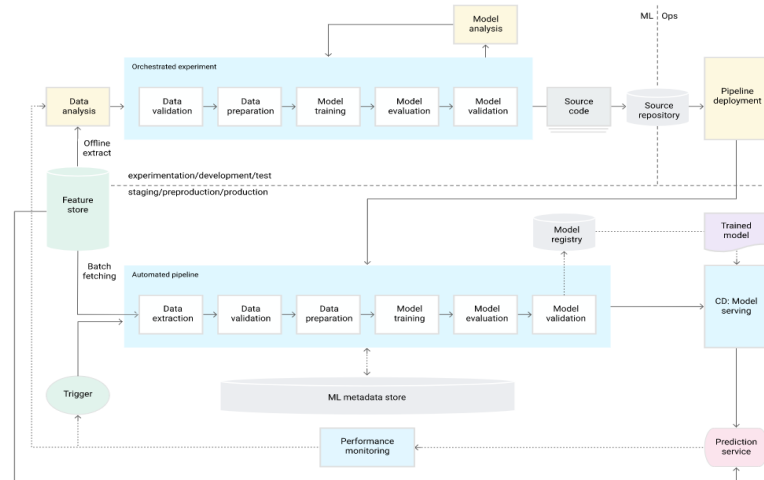 Model
analysis
ML
Ops
Orchestrated experiment
Data
analysis
Data
validation
Data
preparation
Model
training
Model
evaluation
Model
validation
Source
code
Source
repository
Pipeline
deployment
Offline
extract
experimentation/development/test
staging/preproduction/production
Feature
store
Model
registry
Trained
model
Batch
fetching
Automated pipeline
Data
extraction
Data
validation
Data
preparation
Model
training
Model
evaluation
Model
validation
CD: Model
serving
Trigger
ML metadata store
Performance
monitoring
Prediction
service